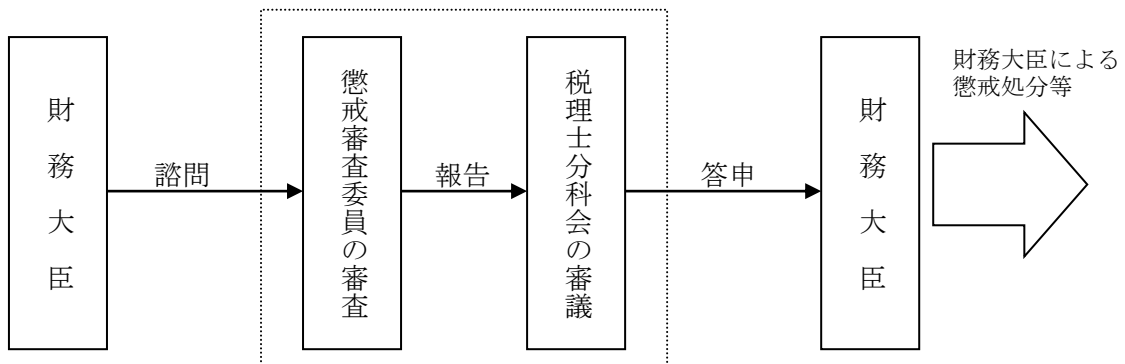 財務大臣
諮問
懲戒審査委員の審査
報告
税理士分科会の審議
答申
財務大臣
財務大臣による
懲戒処分等